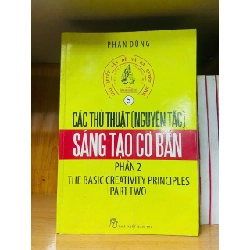 PHAN DŨNG
CÁC THỦ THUẬT (NGUYÊN TẮC)
SÁNG TẠO CƠ BẢN
PHẦN 2
THE BASIC CREATIVITY PRINCIPLES
PART TWO